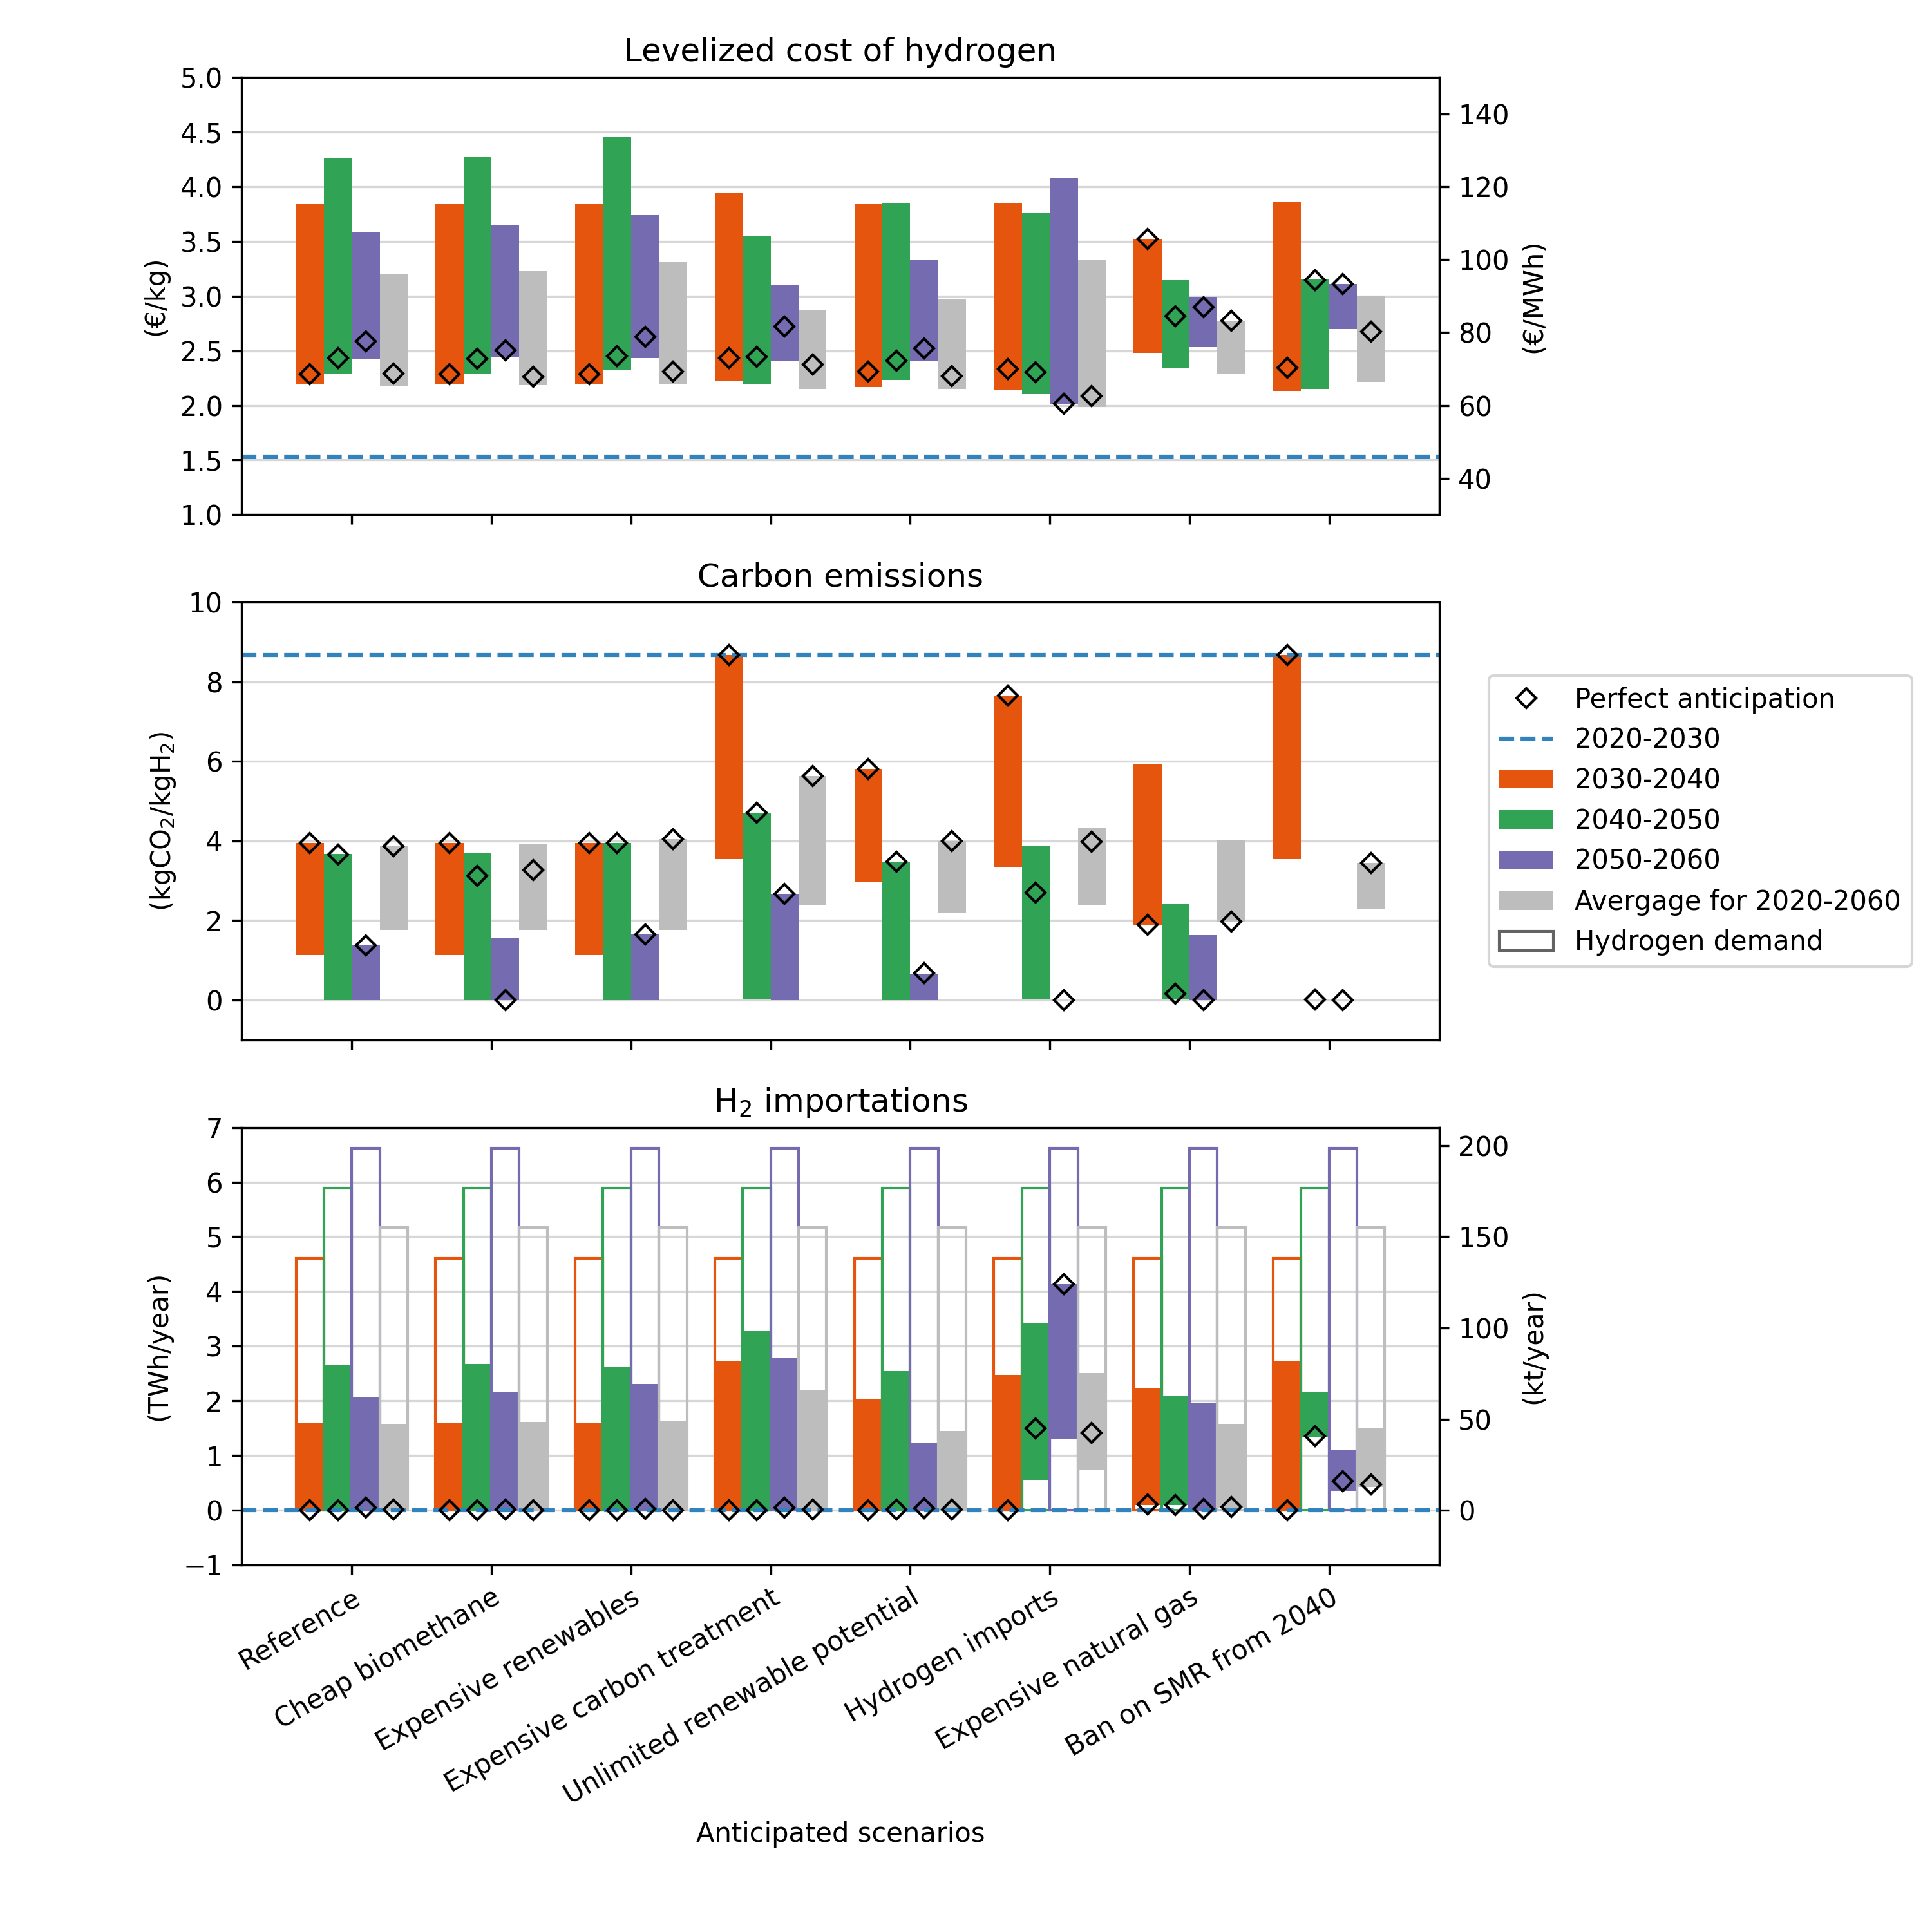 Levelized cost of hydrogen
5.0
4.5
4.0
3.5
3.0
2.5
2.0
1.5
1.0
(€/kg)
140
120
100
80
60
40
(€/MWh)
Carbon emissions
10
8
6
4
2
0
(kgCO₂/kgH₂)
Perfect anticipation
2020-2030
2030-2040
2040-2050
2050-2060
Avergage for 2020-2060
Hydrogen demand
H₂ importations
7
6
5
4
3
2
1
0
−1
(TWh/year)
200
150
100
50
0
(kt/year)
Reference
Cheap biomethane
Expensive renewables
Expensive carbon treatment
Unlimited renewable potential
Hydrogen imports
Expensive natural gas
Ban on SMR from 2040
Anticipated scenarios